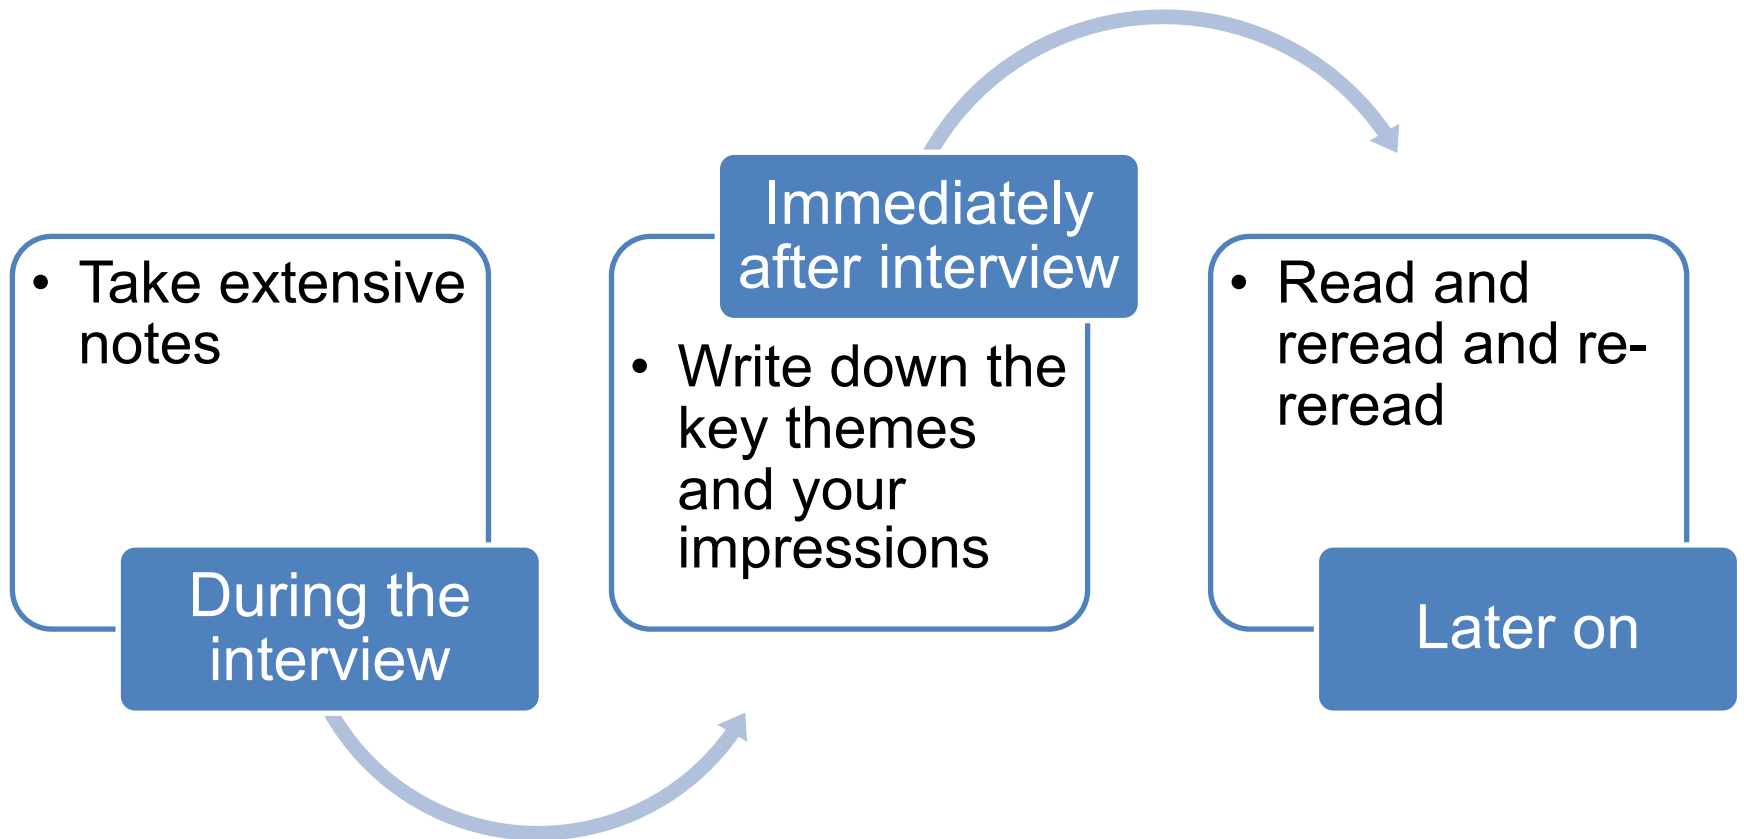 • Take extensive
notes
During the
interview
Immediately
after interview
• Write down the
key themes
and your
impressions
• Read and
reread and re-
reread
Later on